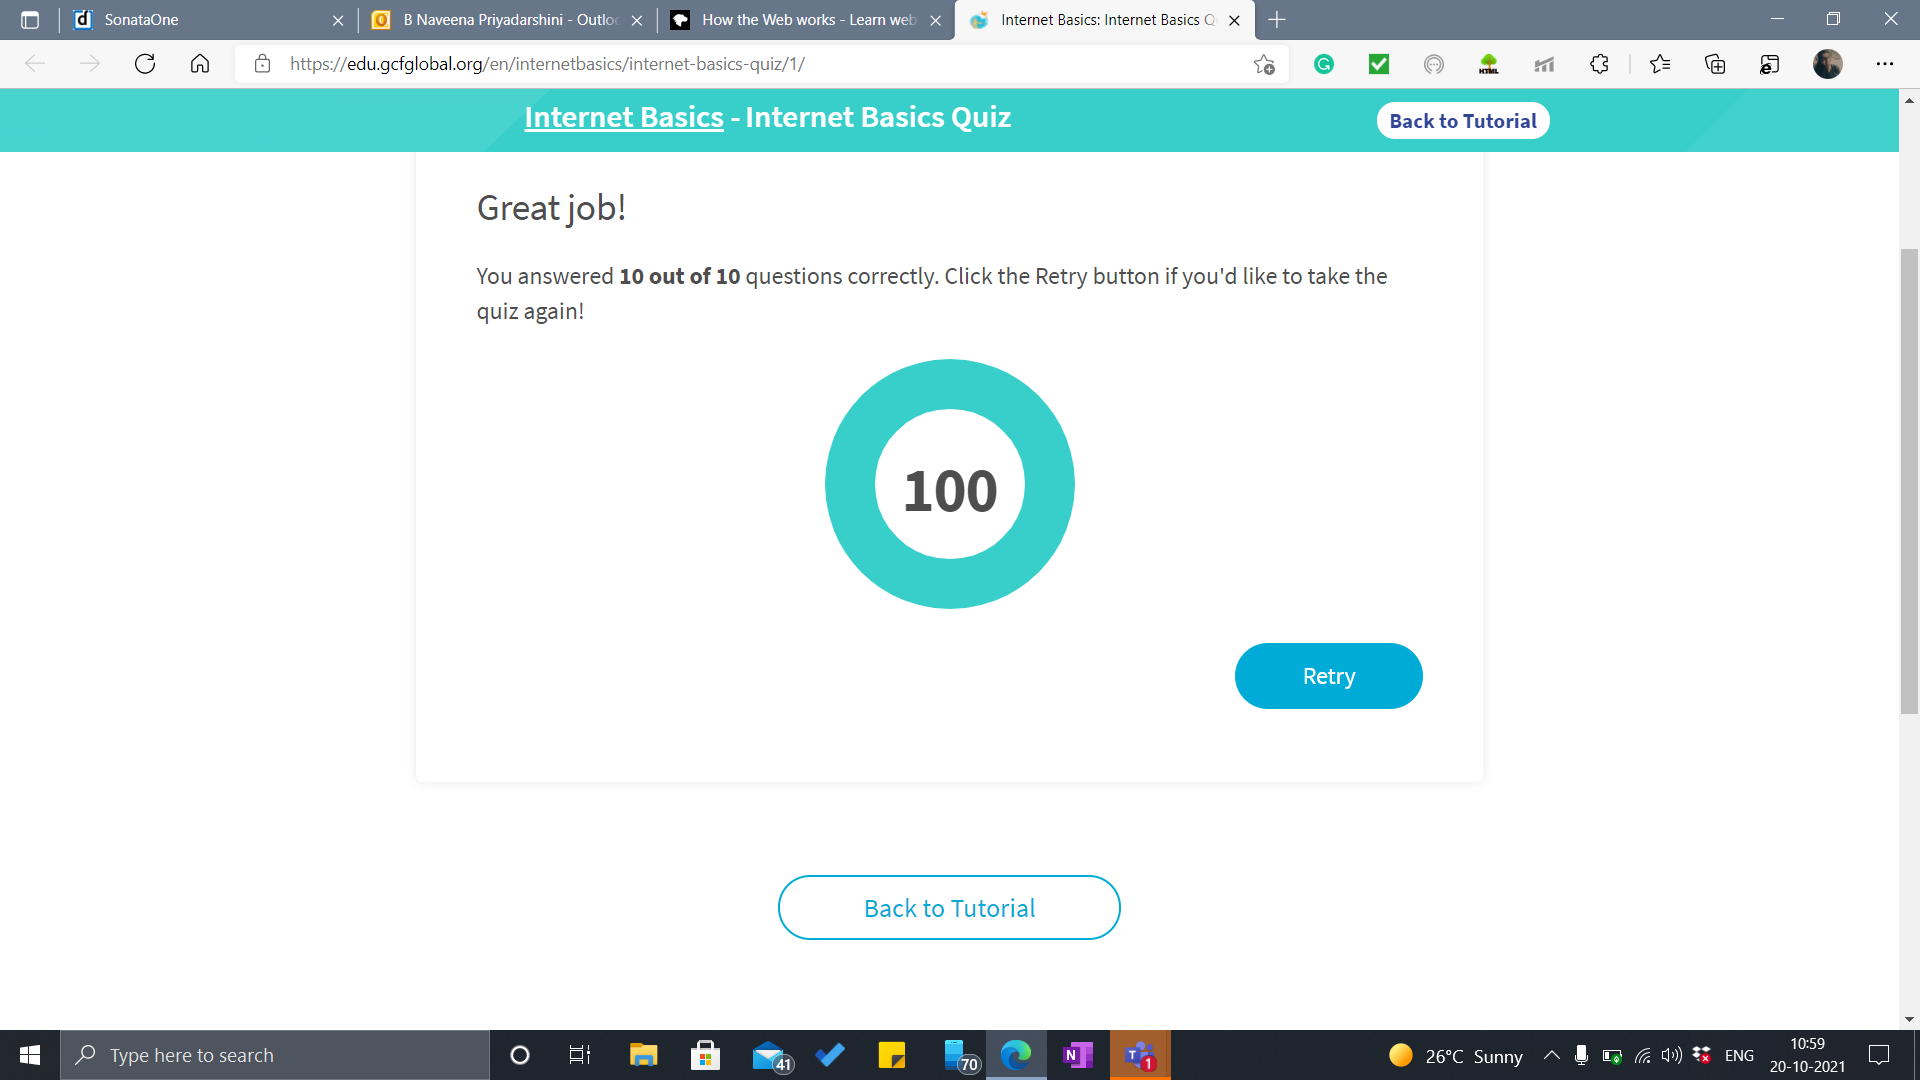 SonataOne
B Naveena Priyadarshini - Outlo
How the Web works - Learn web
Internet Basics: Internet Basics Q
https://edu.gcfglobal.org/en/internetbasics/internet-basics-quiz/1/
HTML
Internet Basics - Internet Basics Quiz
Back to Tutorial
Great job!
You answered 10 out of 10 questions correctly. Click the Retry button if you'd like to take the
quiz again!
100
Retry
Back to Tutorial
Type here to search
41
70
N
T
1
26°C Sunny
ENG
10:59
20-10-2021